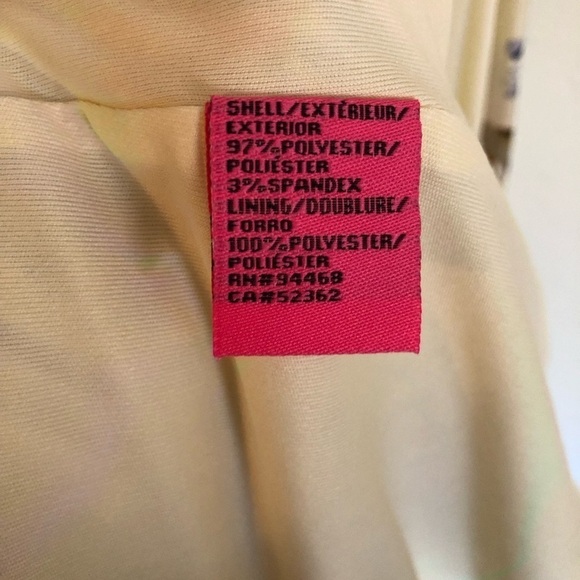 SHELL/EXTÉRIEUR/
EXTERIOR
97%POLYESTER/
POLIÉSTER
3%SPANDEX
LINING/DOUBLURE/
FORRO
100%POLYESTER/
POLIÉSTER
RN#94468
CA#52362